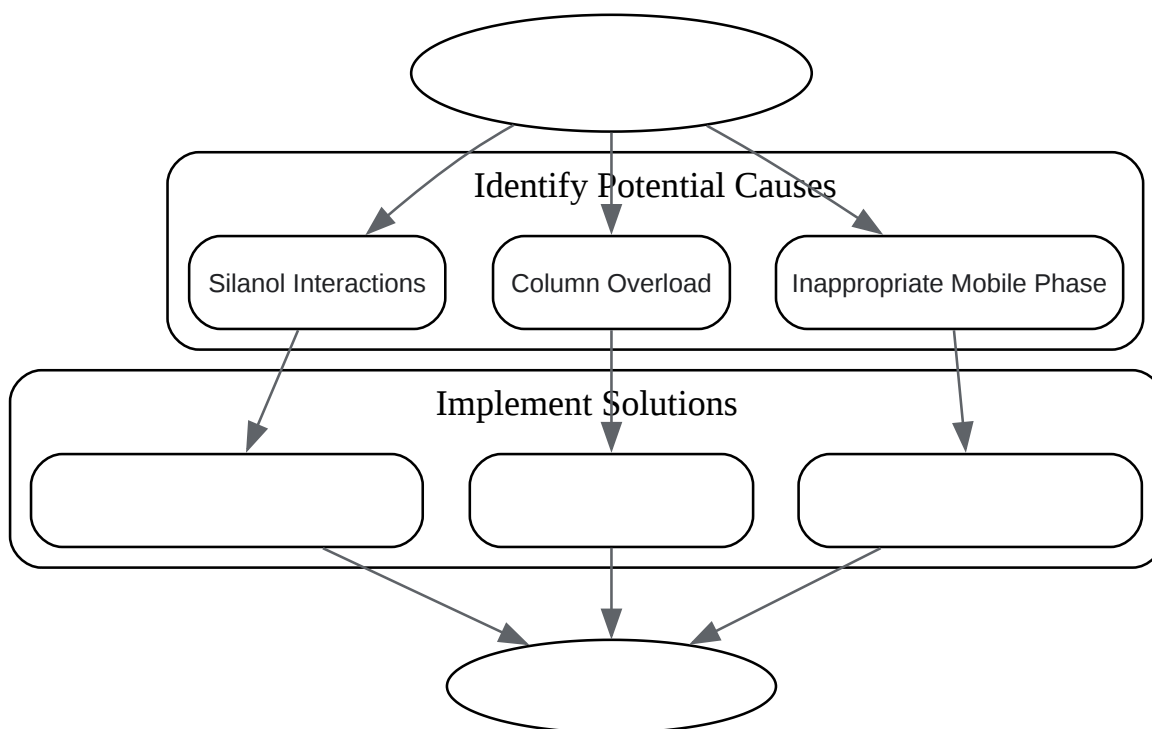 Identify Potential Causes
Silanol Interactions
Column Overload
Inappropriate Mobile Phase
Implement Solutions